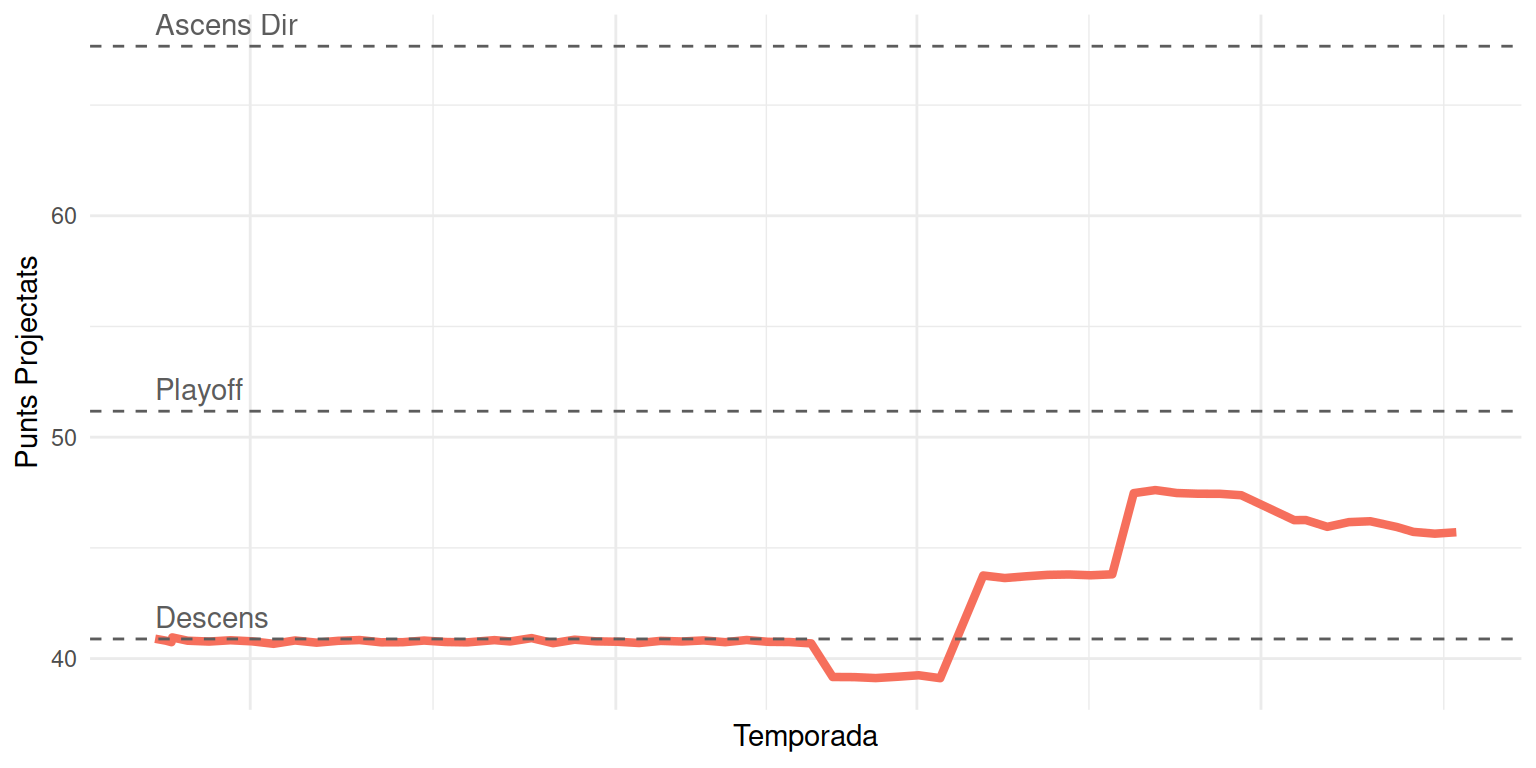 Ascens Dir
60
Playoff
50
Descens
40
Punts Projectats
Temporada